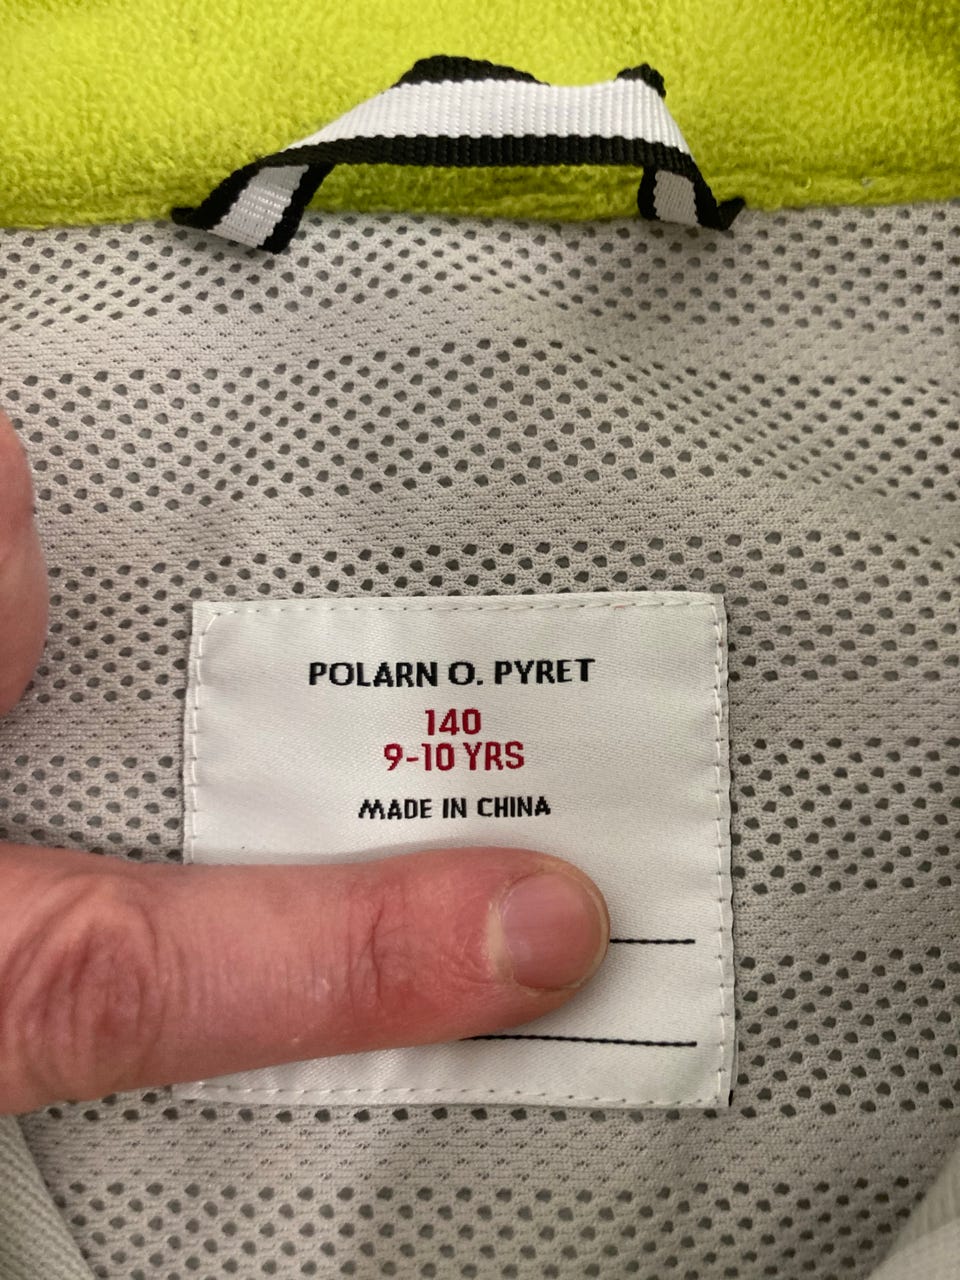 POLARN O. PYRET
140
9-10 YRS
MADE IN CHINA